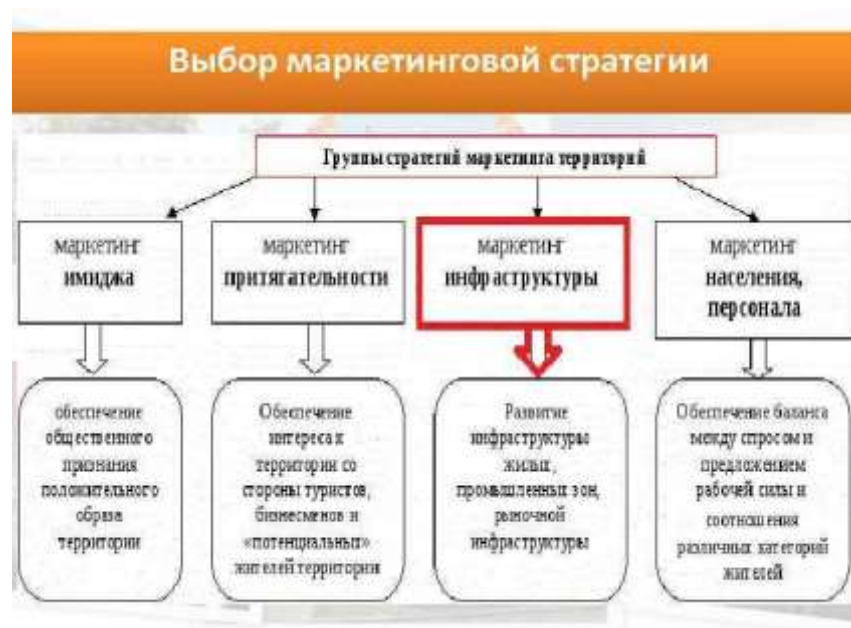 Выбор маркетинговой стратегии
Группы стратегий маркетинга территорий
маркетинг
имиджа
маркетинг
притягательности
маркетинг
инфраструктуры
маркетинг
населения,
персонала
обеспечение
общественного
признания
положительного
образа
территории
Обеспечение
интереса к
территории со
стороны туристов,
бизнесменов и
«потенциальных»
жителей территории
Развитие
инфраструктуры
жилых,
промышленных зон,
рыночной
инфраструктуры
Обеспечение баланса
между спросом и
предложением
рабочей силы и
соотношения
различных категорий
жителей